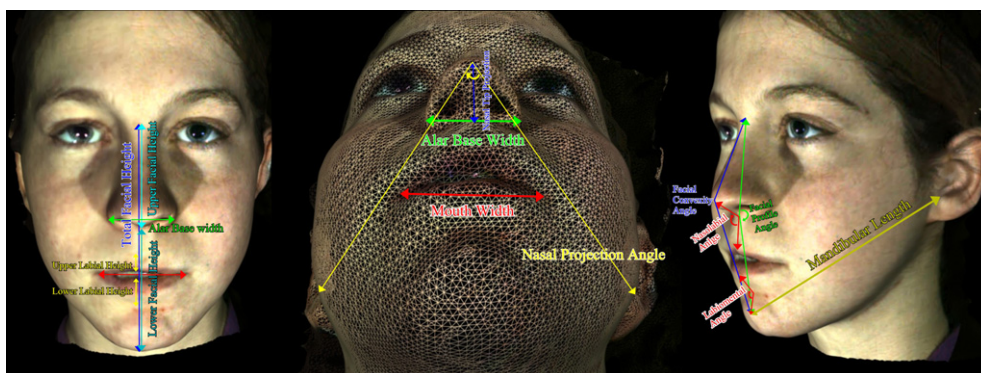 Total Facial Height
Upper Facial Height
Alar Base width
Upper Labial Height
Lower Labial Height
Lower Facial Height
Nasal Tip Projection
Alar Base Width
Mouth Width
Nasal Projection Angle
Facial
Convexity
Angle
Nasolabial
Angle
Facial
Profile
Angle
Mandibular Length
Labiomental
Angle